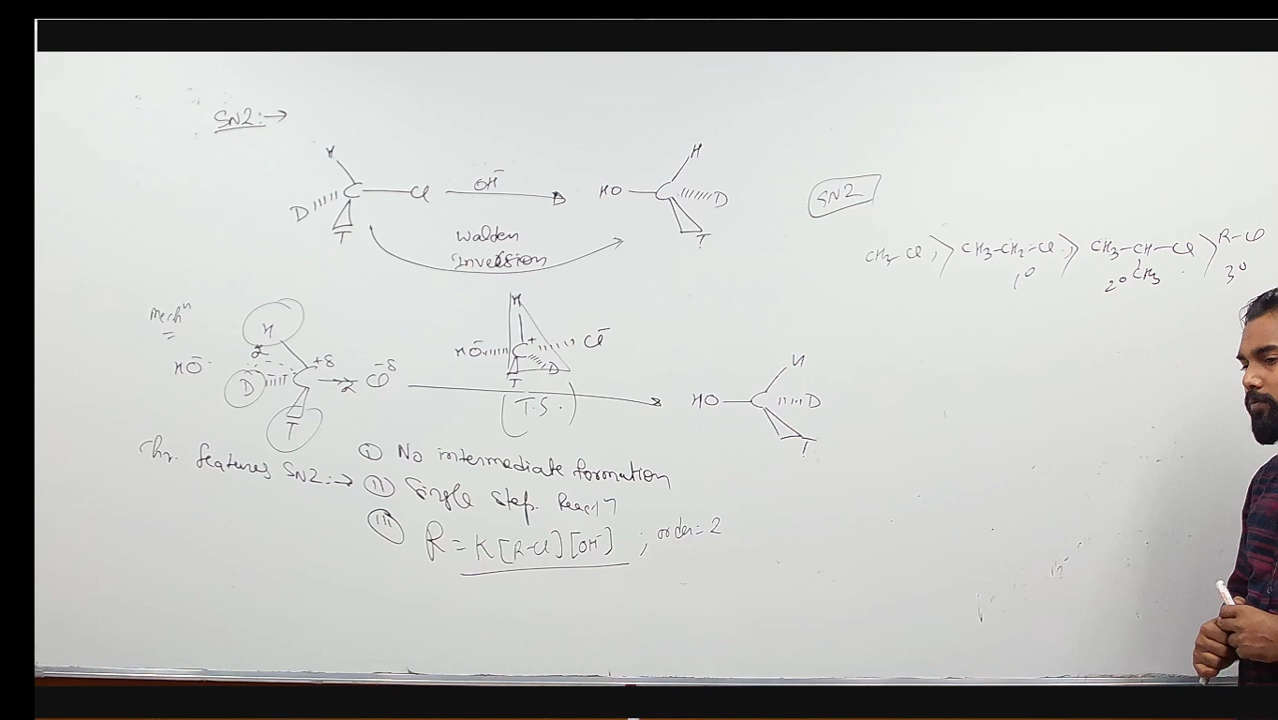 SN2:→
H
C Cl OH⁻ HO C H
D T D T
Walden
Inversion
SN2
CH3-Cl > CH3-CH2-Cl > CH3-CH-Cl > R-Cl
1° 2° CH3 3°
Mechⁿ
HO⁻ H D T C +δ Cl -δ
H HO⁻ C + Cl⁻ D T
(T.S.)
HO C H D T
Chr. features SN2:→ (I) No intermediate formation
(II) Single step Reactⁿ
(III) R = K[R-Cl][OH⁻] ; order = 2